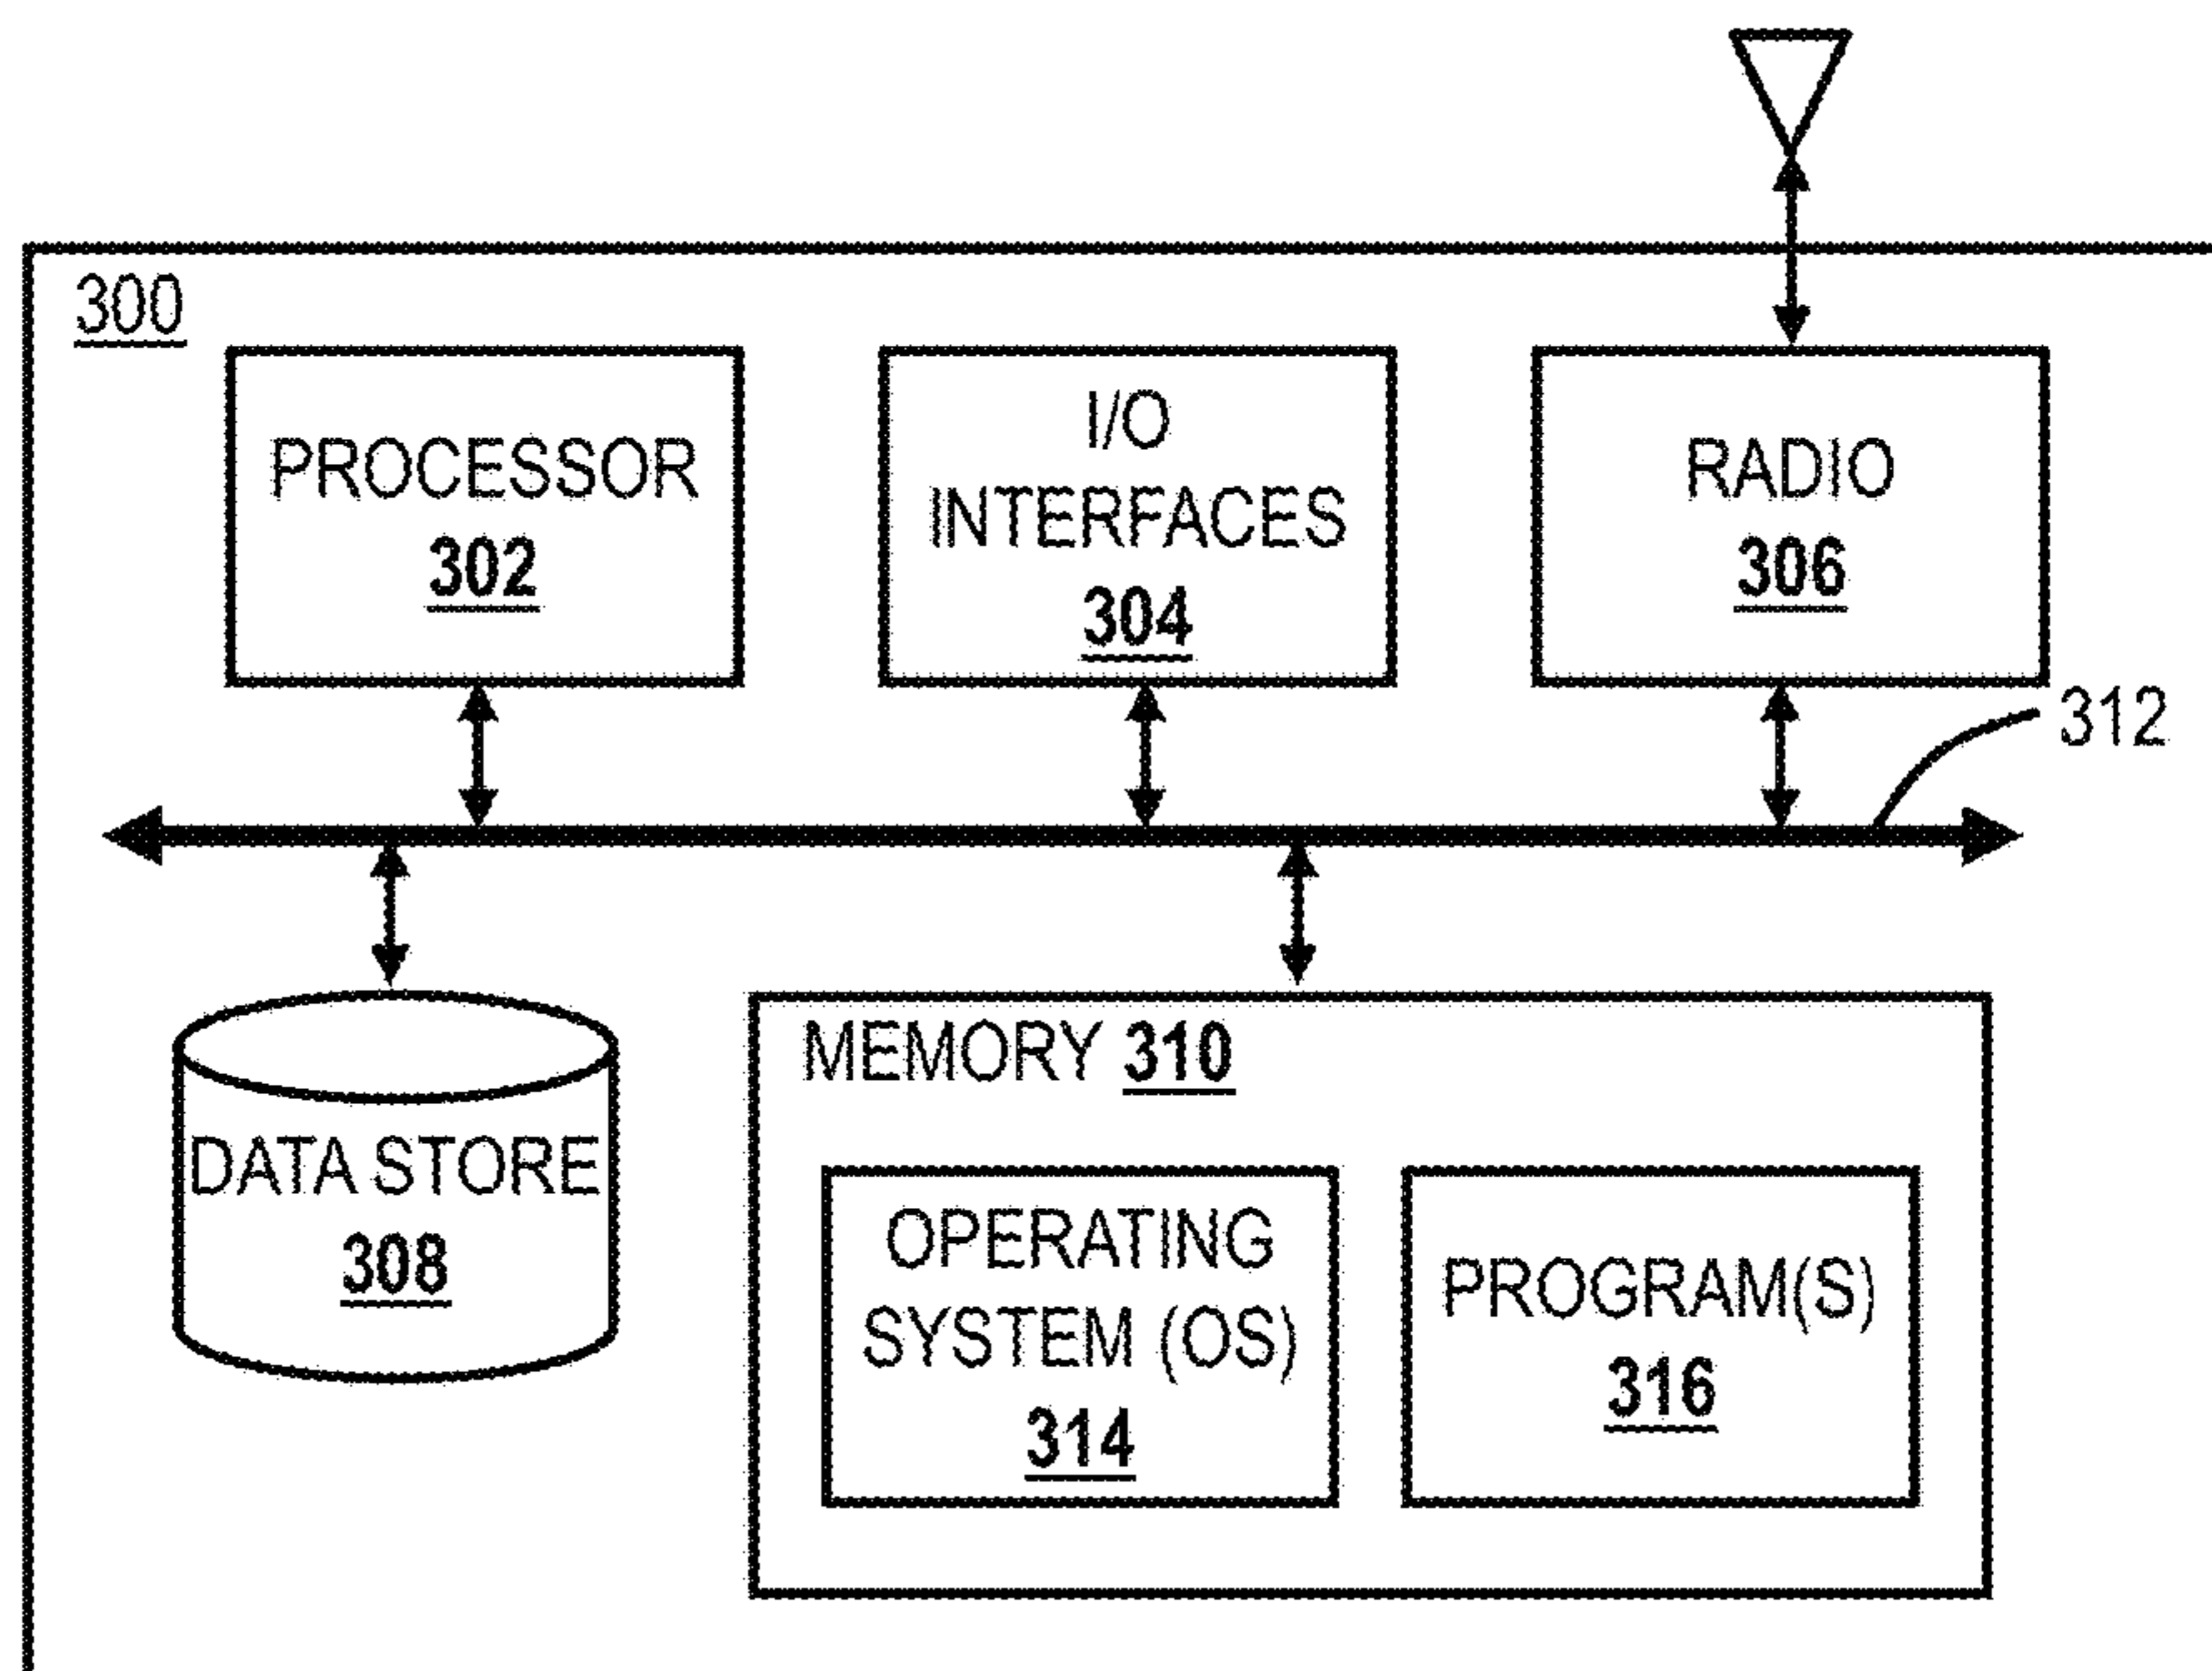 300
PROCESSOR
302
I/O
INTERFACES
304
RADIO
306
312
DATA STORE
308
MEMORY 310
OPERATING
SYSTEM (OS)
314
PROGRAM(S)
316